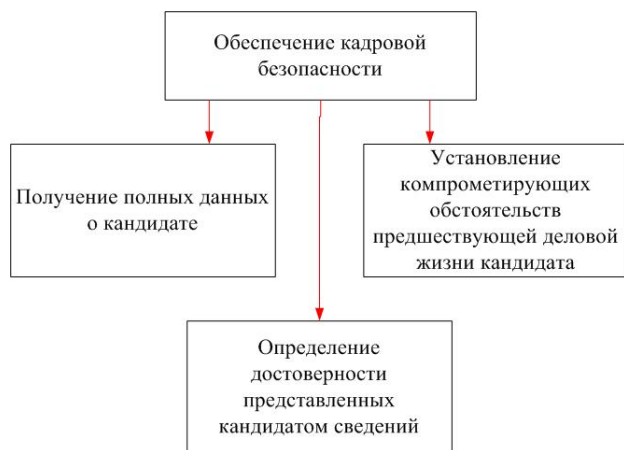 Обеспечение кадровой
безопасности
Получение полных данных
о кандидате
Установление
компрометирующих
обстоятельств
предшествующей деловой
жизни кандидата
Определение
достоверности
представленных
кандидатом сведений